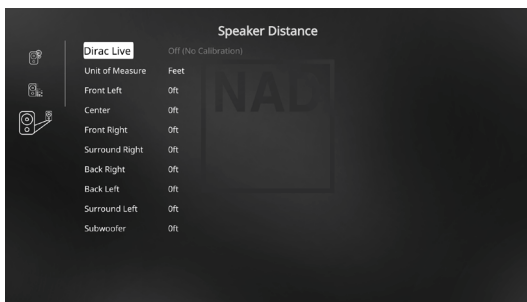 Speaker Distance
Dirac Live Off (No Calibration)
Unit of Measure Feet
Front Left 0ft
Center 0ft
Front Right 0ft
Surround Right 0ft
Back Right 0ft
Back Left 0ft
Surround Left 0ft
Subwoofer 0ft
NAD